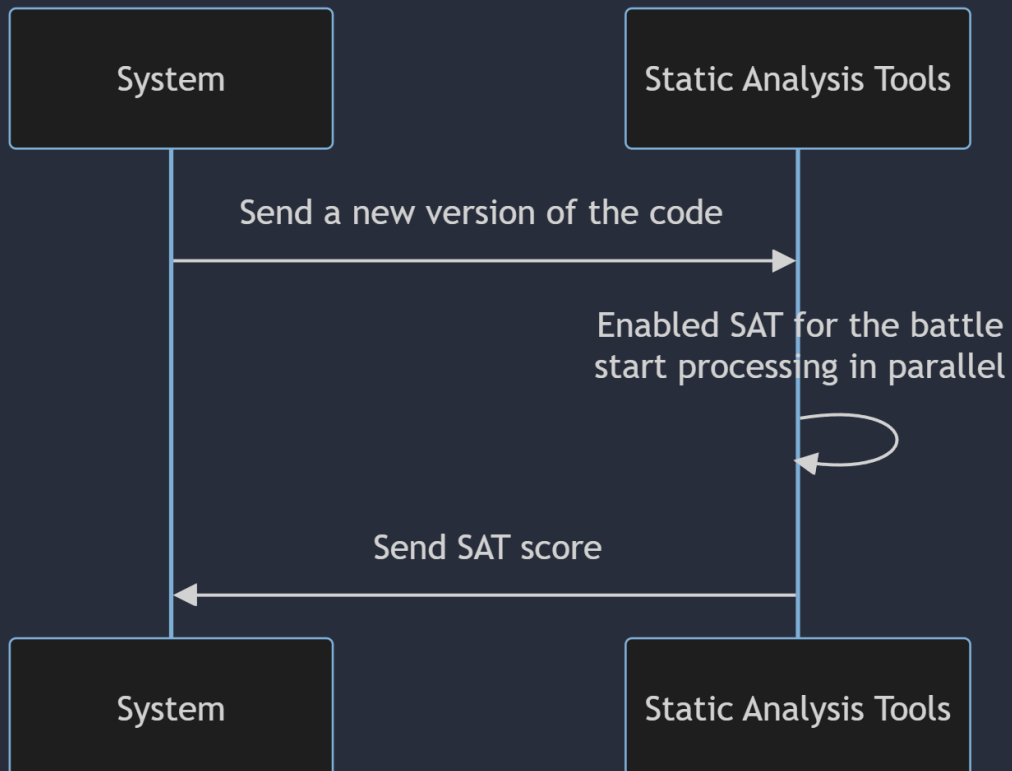 System
Static Analysis Tools
Send a new version of the code
Enabled SAT for the battle
start processing in parallel
Send SAT score
System
Static Analysis Tools